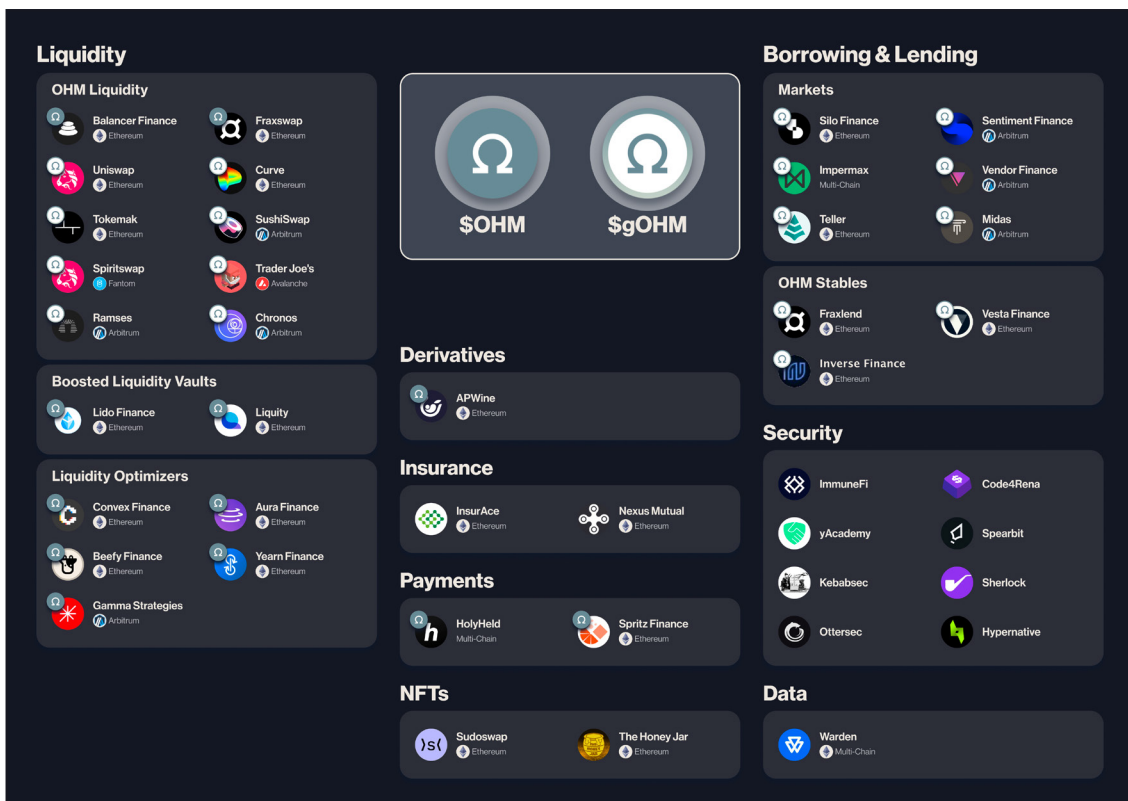 Liquidity
OHM Liquidity
Balancer Finance
Ethereum
Fraxswap
Ethereum
Uniswap
Ethereum
Curve
Ethereum
Tokemak
Ethereum
SushiSwap
Arbitrum
Spiritswap
Fantom
Trader Joe's
Avalanche
Ramses
Arbitrum
Chronos
Arbitrum
Boosted Liquidity Vaults
Lido Finance
Ethereum
Liquity
Ethereum
Liquidity Optimizers
Convex Finance
Ethereum
Aura Finance
Ethereum
Beefy Finance
Ethereum
Yearn Finance
Ethereum
Gamma Strategies
Arbitrum
Ω
Ω
$OHM
$gOHM
Derivatives
APWine
Ethereum
Insurance
InsurAce
Ethereum
Nexus Mutual
Ethereum
Payments
HolyHeld
Multi-Chain
Spritz Finance
Ethereum
NFTs
Sudoswap
Ethereum
The Honey Jar
Ethereum
Borrowing & Lending
Markets
Silo Finance
Ethereum
Sentiment Finance
Arbitrum
Impermax
Multi-Chain
Vendor Finance
Arbitrum
Teller
Ethereum
Midas
Arbitrum
OHM Stables
Fraxlend
Ethereum
Vesta Finance
Ethereum
Inverse Finance
Ethereum
Security
ImmuneFi
Code4Rena
yAcademy
Spearbit
Kebabsec
Sherlock
Ottersec
Hypernative
Data
Warden
Multi-Chain